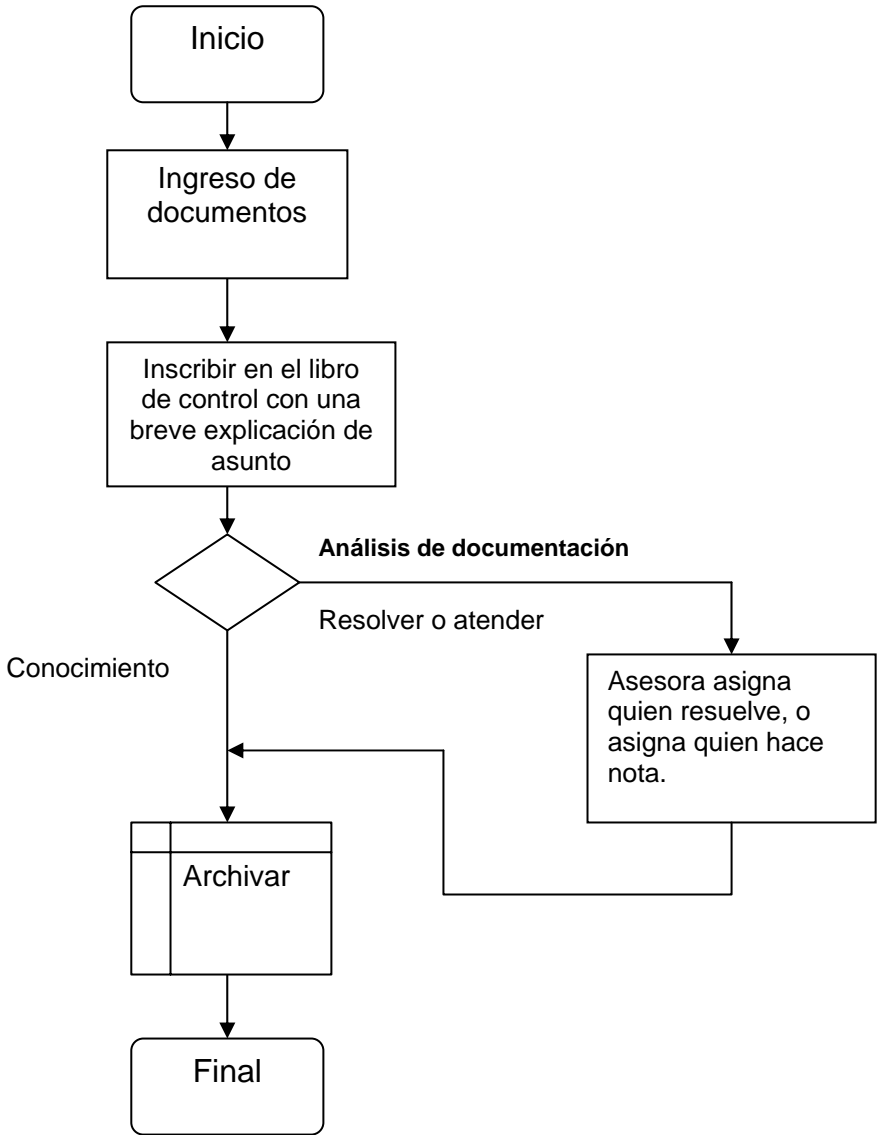 Inicio
Ingreso de
documentos
Inscribir en el libro
de control con una
breve explicación de
asunto
Análisis de documentación
Resolver o atender
Conocimiento
Asesora asigna
quien resuelve, o
asigna quien hace
nota.
Archivar
Final